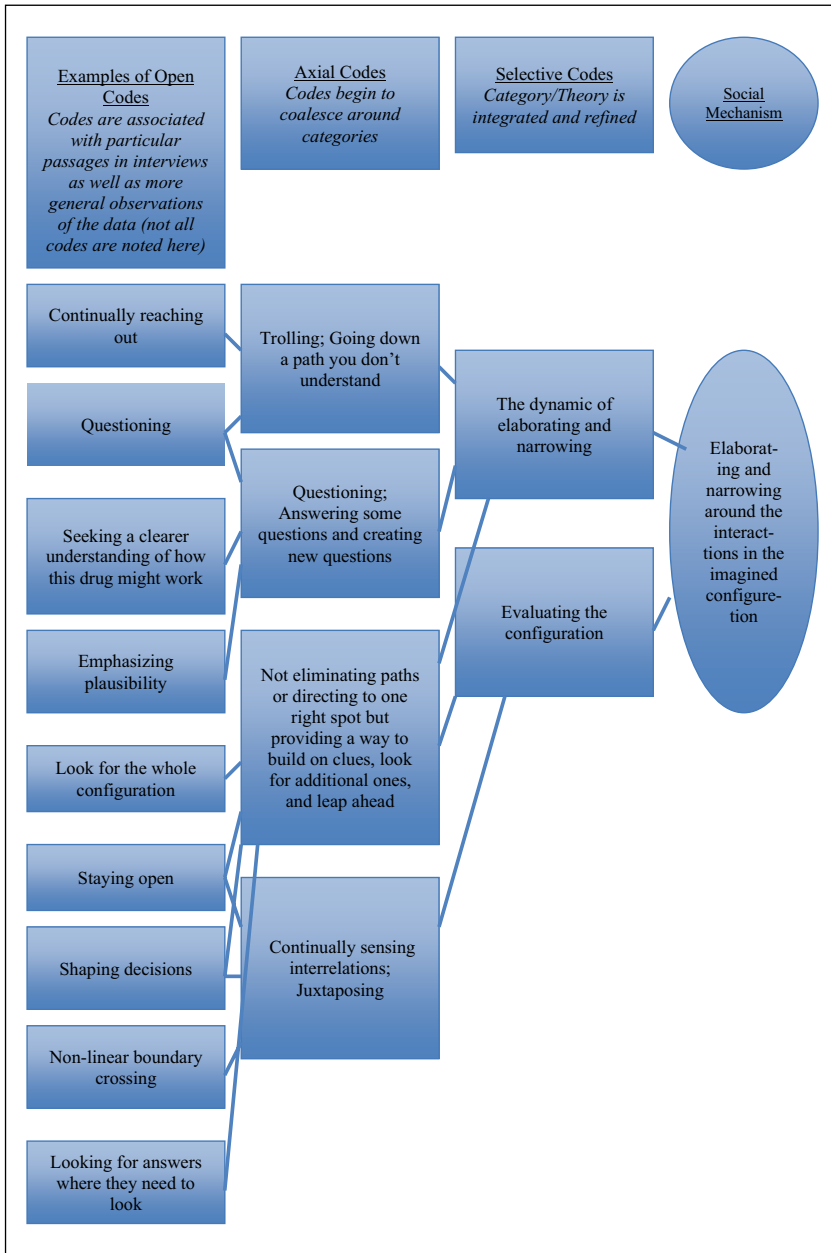 Examples of Open
Codes
Codes are associated
with particular
passages in interviews
as well as more
general observations
of the data (not all
codes are noted here)
Axial Codes
Codes begin to
coalesce around
categories
Selective Codes
Category/Theory is
integrated and refined
Social
Mechanism
Continually reaching
out
Questioning
Seeking a clearer
understanding of how
this drug might work
Emphasizing
plausibility
Look for the whole
configuration
Staying open
Shaping decisions
Non-linear boundary
crossing
Looking for answers
where they need to
look
Trolling; Going down
a path you don’t
understand
Questioning;
Answering some
questions and creating
new questions
Not eliminating paths
or directing to one
right spot but
providing a way to
build on clues, look
for additional ones,
and leap ahead
Continually sensing
interrelations;
Juxtaposing
The dynamic of
elaborating and
narrowing
Evaluating the
configuration
Elaborat-
ing and
narrowing
around the
interac-
tions in the
imagined
configure-
tion